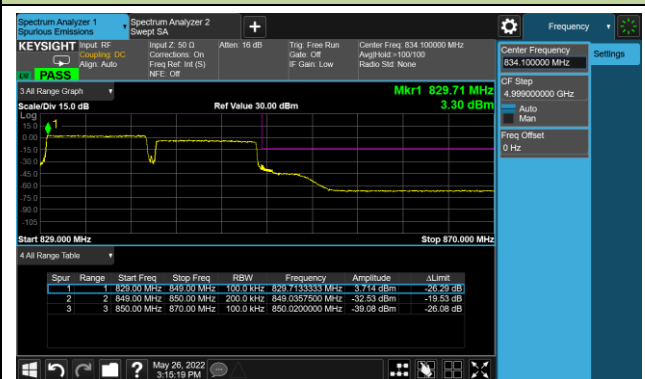 Spectrum Analyzer 1
Spurious Emissions
Spectrum Analyzer 2
Swept SA
Frequency
KEYSIGHT
Input: RF
Coupling: DC
Align: Auto
Input Z: 50 Ω
Corrections: On
Freq Ref: Int (S)
NFE: Off
Atten: 16 dB
Trig: Free Run
Gate: Off
IF Gain: Low
Center Freq: 834.100000 MHz
Avg|Hold:>100/100
Radio Std: None
PASS
Center Frequency
834.100000 MHz
Settings
CF Step
4.999000000 GHz
Auto
Man
Freq Offset
0 Hz
3 All Range Graph
Mkr1 829.71 MHz
Scale/Div 15.0 dB
Ref Value 30.00 dBm
3.30 dBm
Log
15.0
0.00
-15.0
-30.0
-45.0
-60.0
-75.0
-90.0
-105
1
Start 829.000 MHz
Stop 870.000 MHz
4 All Range Table
Spur Range Start Freq Stop Freq RBW Frequency Amplitude ΔLimit
1 1 829.00 MHz 849.00 MHz 100.0 kHz 829.7133333 MHz 3.714 dBm -26.29 dB
2 2 849.00 MHz 850.00 MHz 200.0 kHz 849.0357500 MHz -32.53 dBm -19.53 dB
3 3 850.00 MHz 870.00 MHz 100.0 kHz 850.0200000 MHz -39.08 dBm -26.08 dB
?
May 26, 2022
3:15:19 PM